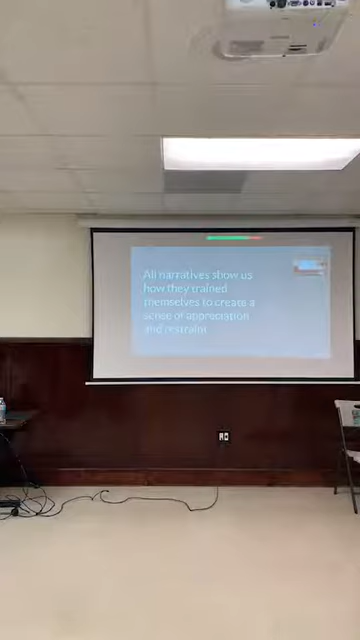 All narratives show us
how they trained
themselves to create a
sense of appreciation
and restraint